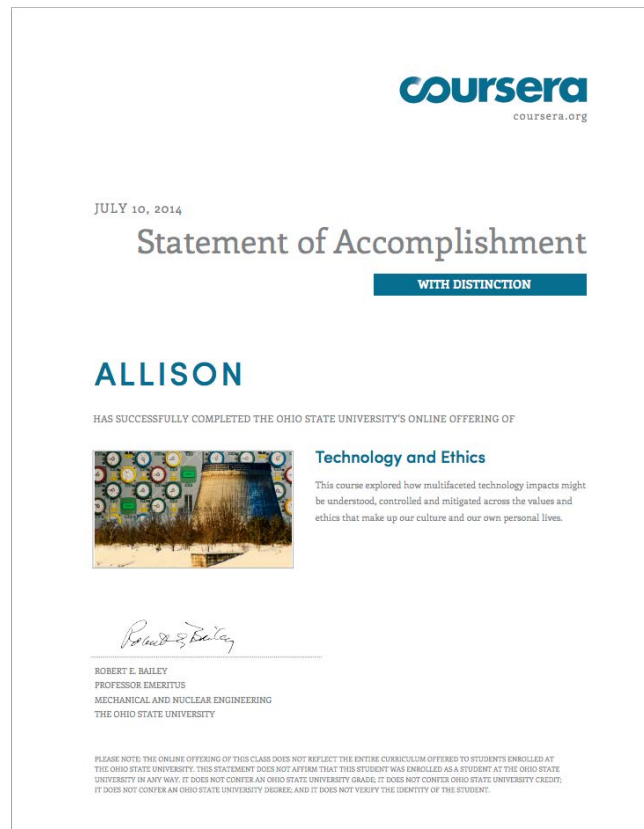 coursera
coursera.org
JULY 10, 2014
Statement of Accomplishment
WITH DISTINCTION
ALLISON
HAS SUCCESSFULLY COMPLETED THE OHIO STATE UNIVERSITY'S ONLINE OFFERING OF
Technology and Ethics
This course explored how multifaceted technology impacts might
be understood, controlled and mitigated across the values and
ethics that make up our culture and our own personal lives.
Robert E Bailey
ROBERT E. BAILEY
PROFESSOR EMERITUS
MECHANICAL AND NUCLEAR ENGINEERING
THE OHIO STATE UNIVERSITY
PLEASE NOTE: THE ONLINE OFFERING OF THIS CLASS DOES NOT REFLECT THE ENTIRE CURRICULUM OFFERED TO STUDENTS ENROLLED AT
THE OHIO STATE UNIVERSITY. THIS STATEMENT DOES NOT AFFIRM THAT THIS STUDENT WAS ENROLLED AS A STUDENT AT THE OHIO STATE
UNIVERSITY IN ANY WAY. IT DOES NOT CONFER AN OHIO STATE UNIVERSITY GRADE; IT DOES NOT CONFER OHIO STATE UNIVERSITY CREDIT;
IT DOES NOT CONFER AN OHIO STATE UNIVERSITY DEGREE; AND IT DOES NOT VERIFY THE IDENTITY OF THE STUDENT.